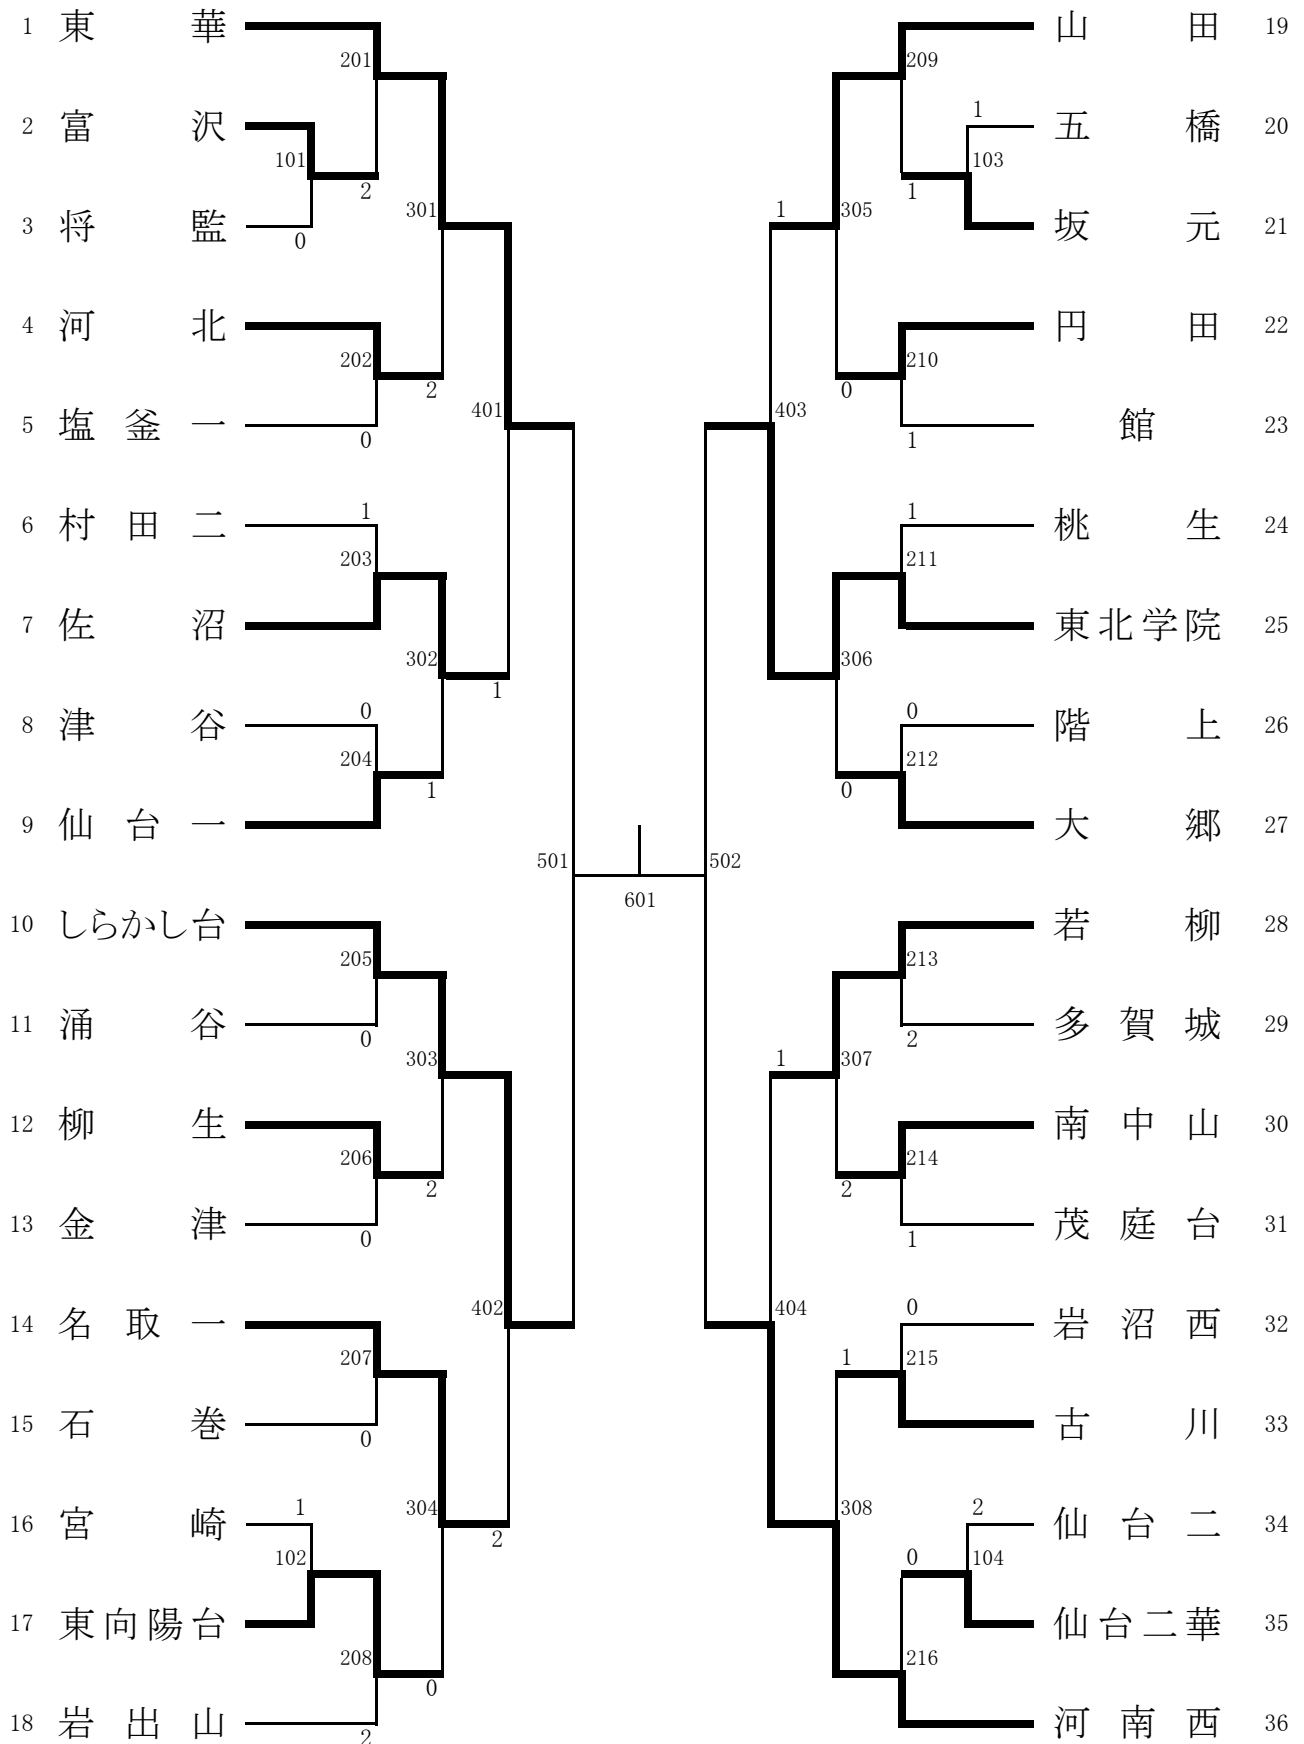 1 東華
201
2 富沢
101
2
3 将監
0
301
4 河北
202
2
5 塩釜一
0
401
6 村田二
1
203
7 佐沼
302
1
8 津谷
0
204
1
9 仙台一
501
10 しらかし台
205
11 涌谷
0
303
12 柳生
206
2
13 金津
0
402
14 名取一
207
15 石巻
0
304
2
16 宮崎
1
102
17 東向陽台
208
0
18 岩出山
2
601
山田 19
209
1
五橋 20
103
1
坂元 21
1
305
円田 22
210
0
403
館 23
1
1
桃生 24
211
東北学院 25
306
0
階上 26
212
0
大郷 27
502
若柳 28
213
多賀城 29
2
1
307
南中山 30
214
2
茂庭台 31
1
404
0
岩沼西 32
1
215
古川 33
308
2
仙台二 34
0
104
仙台二華 35
216
河南西 36